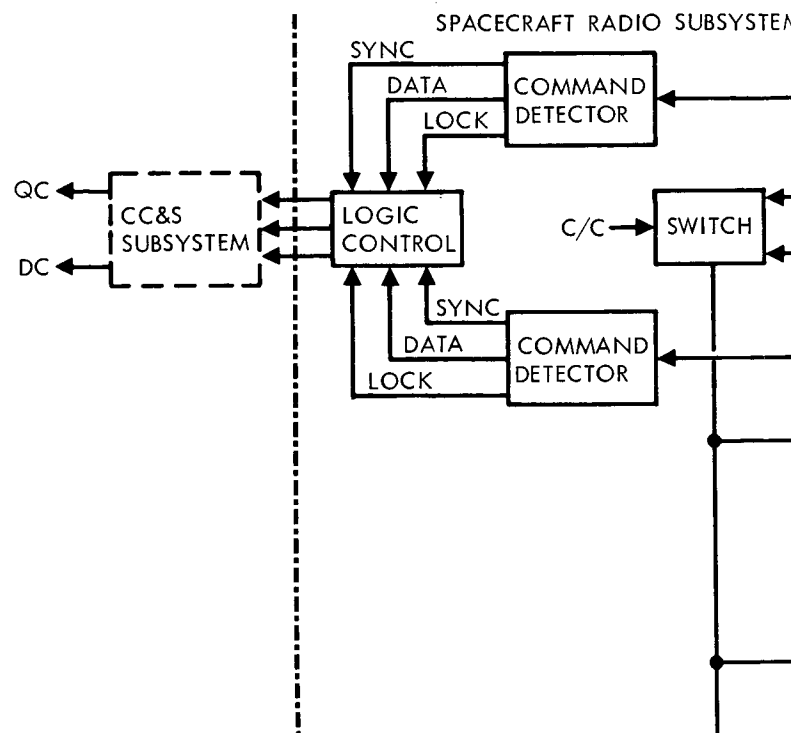 SPACECRAFT RADIO SUBSYSTEM
SYNC
DATA
LOCK
COMMAND
DETECTOR
QC
DC
CC&S
SUBSYSTEM
LOGIC
CONTROL
C/C
SWITCH
SYNC
DATA
LOCK
COMMAND
DETECTOR